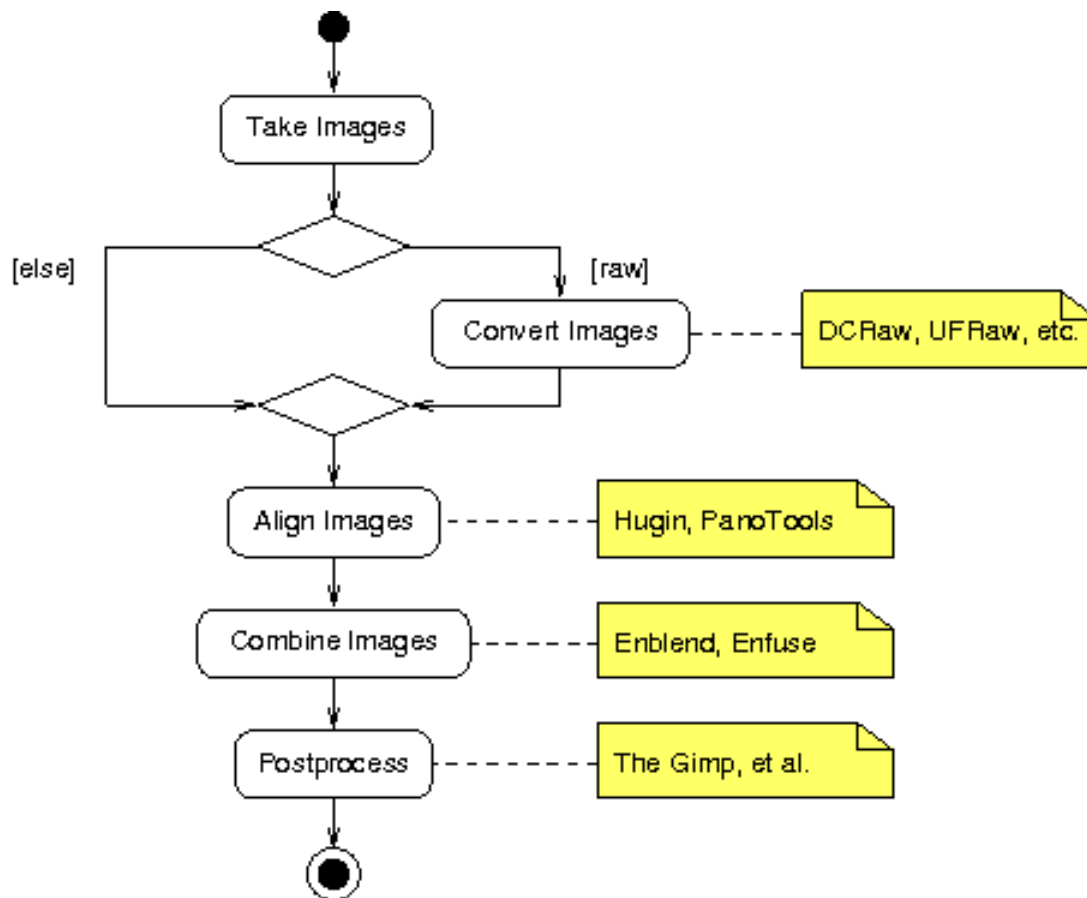 Take Images
[else]
[raw]
Convert Images
DCRaw, UFRaw, etc.
Align Images
Hugin, PanoTools
Combine Images
Enblend, Enfuse
Postprocess
The Gimp, et al.